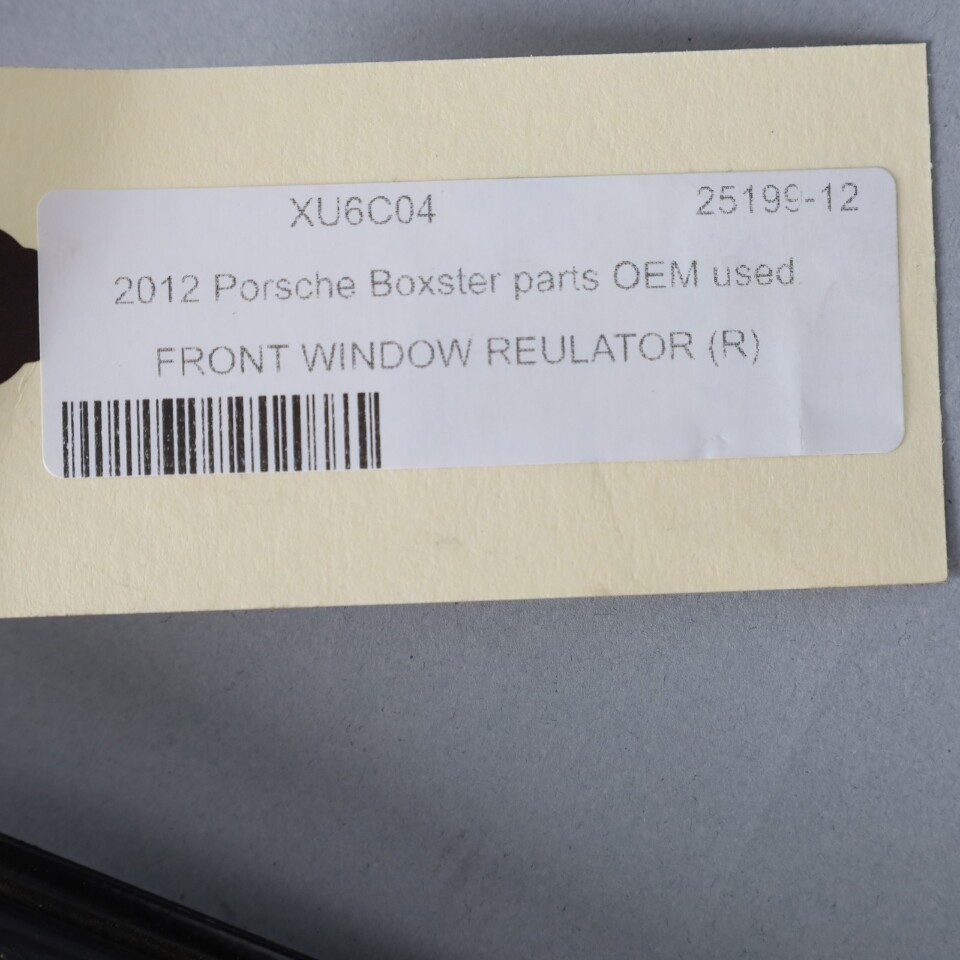 XU6C04 25199-12
2012 Porsche Boxster parts OEM used
FRONT WINDOW REULATOR (R)